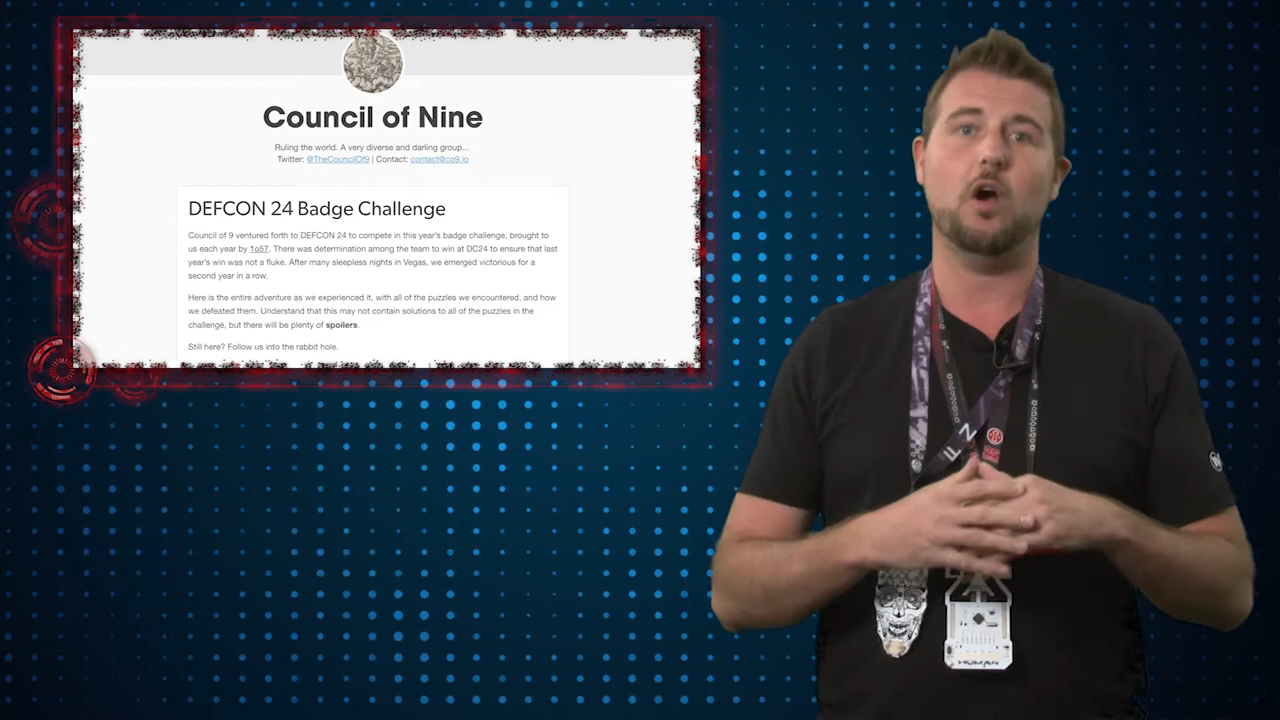 Council of Nine
Ruling the world. A very diverse and darling group...
Twitter: @TheCouncilOf9 | Contact: contact@co9.io
DEFCON 24 Badge Challenge
Council of 9 ventured forth to DEFCON 24 to compete in this year's badge challenge, brought to
us each year by 1o57. There was determination among the team to win at DC24 to ensure that last
year's win was not a fluke. After many sleepless nights in Vegas, we emerged victorious for a
second year in a row.
Here is the entire adventure as we experienced it, with all of the puzzles we encountered, and how
we defeated them. Understand that this may not contain solutions to all of the puzzles in the
challenge, but there will be plenty of spoilers.
Still here? Follow us into the rabbit hole.
HUMAN